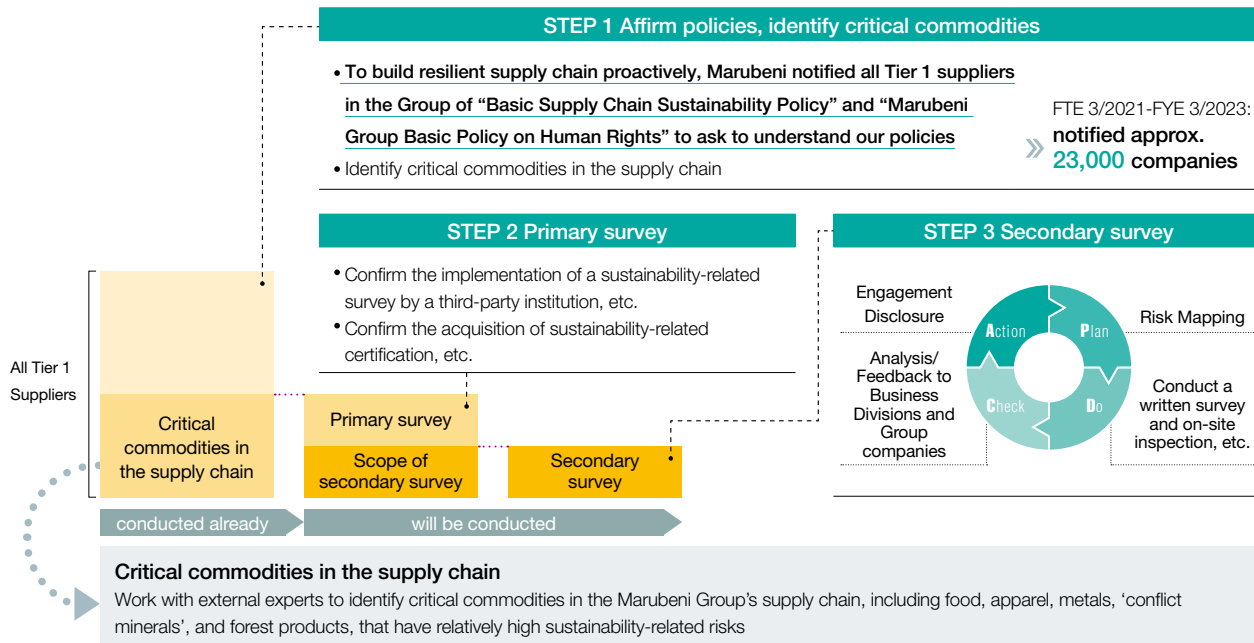 STEP 1 Affirm policies, identify critical commodities
• To build resilient supply chain proactively, Marubeni notified all Tier 1 suppliers
in the Group of “Basic Supply Chain Sustainability Policy” and “Marubeni
Group Basic Policy on Human Rights” to ask to understand our policies
• Identify critical commodities in the supply chain
FTE 3/2021-FYE 3/2023:
notified approx.
23,000 companies
STEP 2 Primary survey
• Confirm the implementation of a sustainability-related
survey by a third-party institution, etc.
• Confirm the acquisition of sustainability-related
certification, etc.
STEP 3 Secondary survey
Engagement
Disclosure
Action
Plan
Risk Mapping
Analysis/
Feedback to
Business
Divisions and
Group
companies
Check
Do
Conduct a
written survey
and on-site
inspection, etc.
All Tier 1
Suppliers
Critical
commodities in
the supply chain
Primary survey
Scope of
secondary survey
Secondary
survey
conducted already
will be conducted
Critical commodities in the supply chain
Work with external experts to identify critical commodities in the Marubeni Group’s supply chain, including food, apparel, metals, ‘conflict
minerals’, and forest products, that have relatively high sustainability-related risks